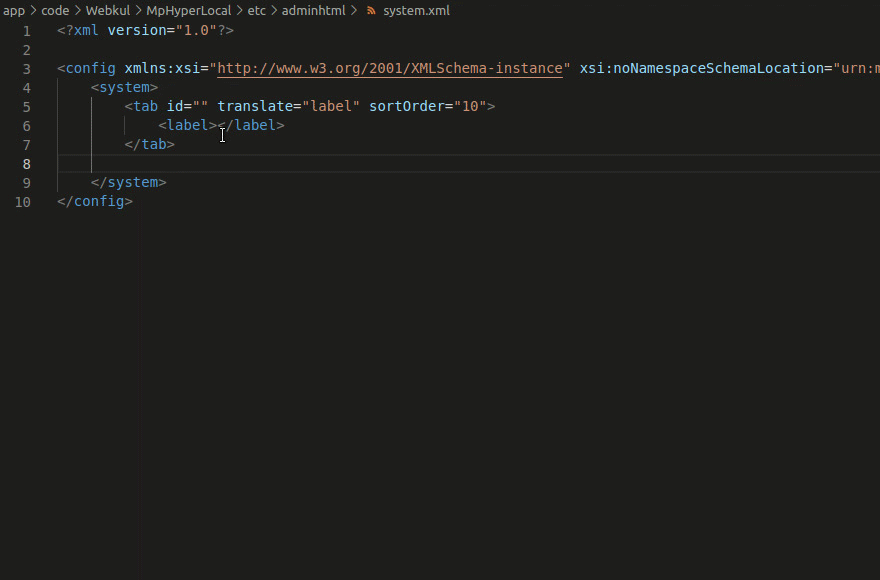 app > code > Webkul > MpHyperLocal > etc > adminhtml > system.xml
1 <?xml version="1.0"?>
2
3 <config xmlns:xsi="http://www.w3.org/2001/XMLSchema-instance" xsi:noNamespaceSchemaLocation="urn:m
4 <system>
5 <tab id="" translate="label" sortOrder="10">
6 <label></label>
7 </tab>
8
9 </system>
10 </config>